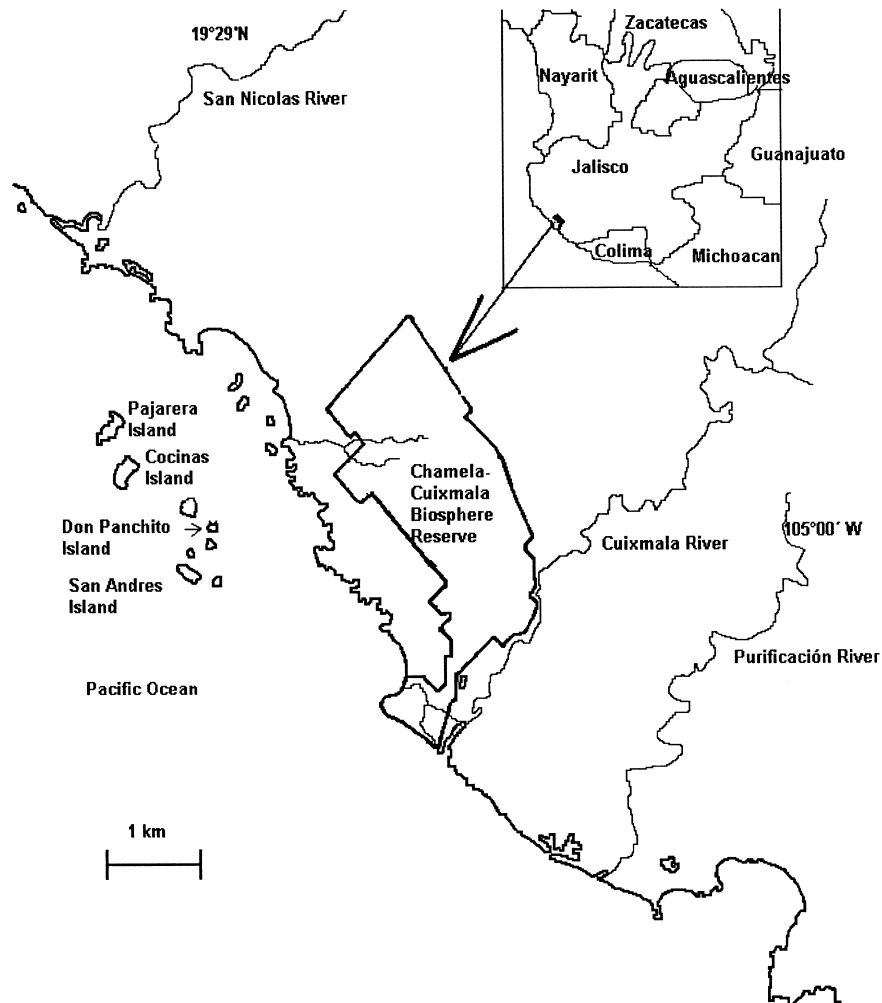 19°29'N
San Nicolas River
Zacatecas
Nayarit
Aguascalientes
Jalisco
Guanajuato
Colima
Michoacan
Pajarera
Island
Cocinas
Island
Don Panchito
Island
San Andres
Island
Chamela-
Cuixmala
Biosphere
Reserve
105°00´ W
Cuixmala River
Purificación River
Pacific Ocean
1 km